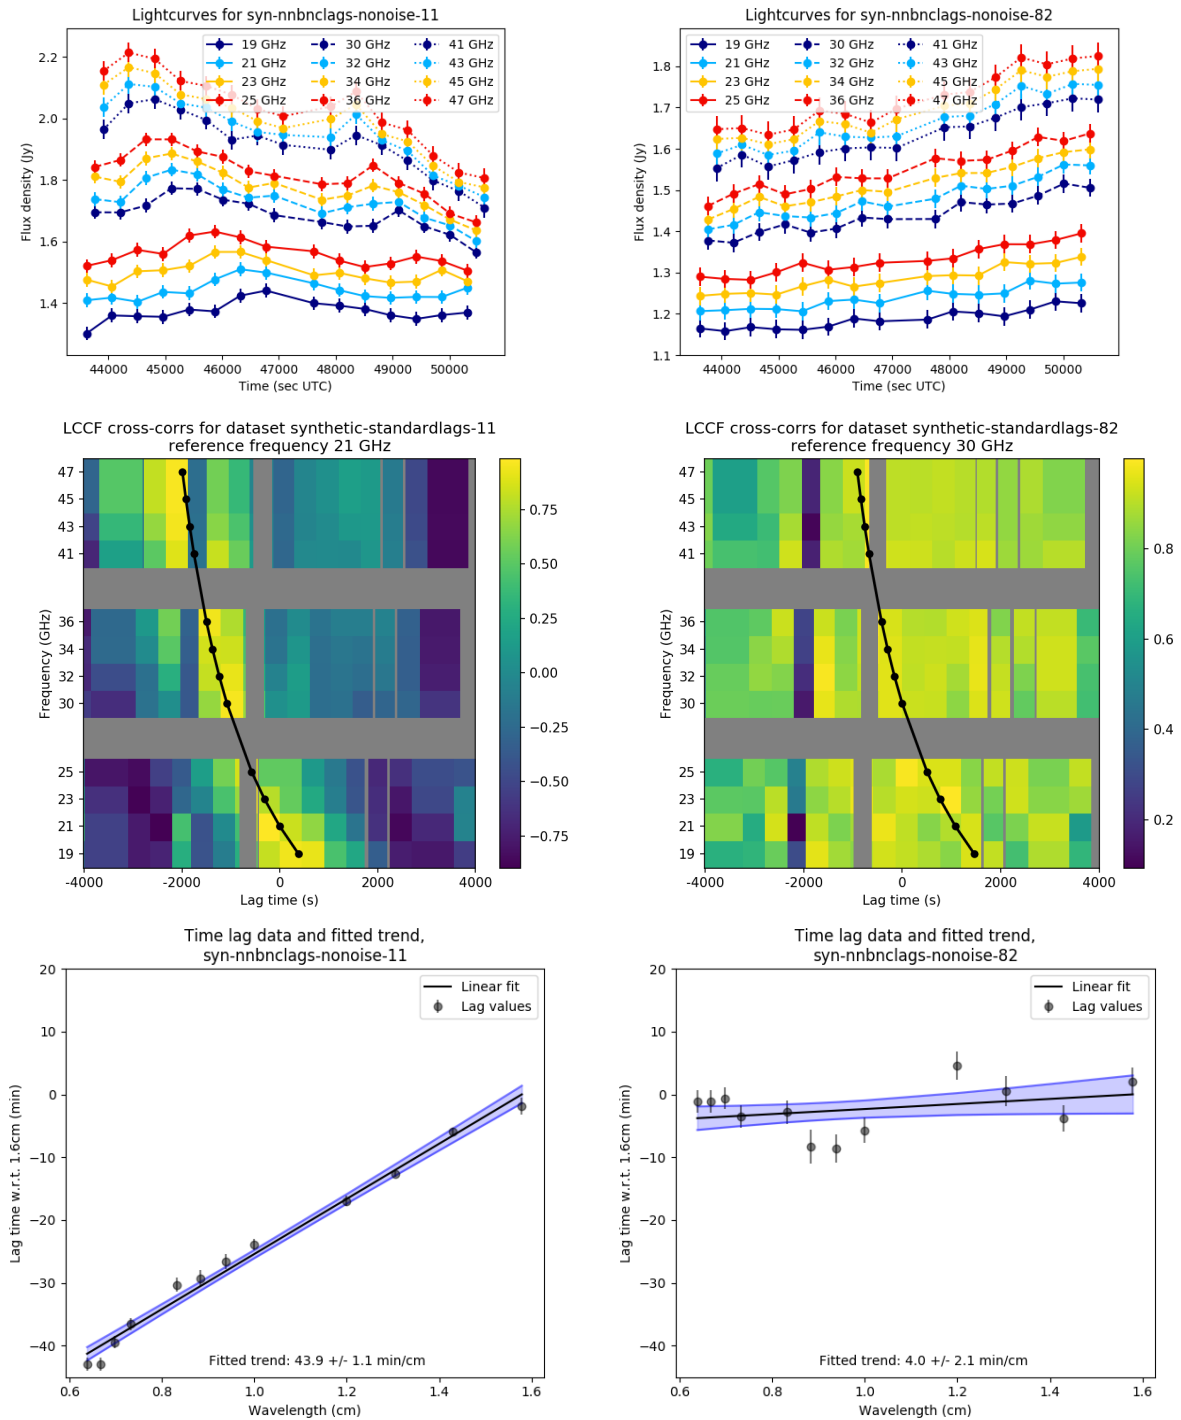 Lightcurves for syn-nnbnclags-nonoise-11
2.2
2.0
1.8
1.6
1.4
Flux density (Jy)
19 GHz
21 GHz
23 GHz
25 GHz
30 GHz
32 GHz
34 GHz
36 GHz
41 GHz
43 GHz
45 GHz
47 GHz
44000 45000 46000 47000 48000 49000 50000
Time (sec UTC)
Lightcurves for syn-nnbnclags-nonoise-82
1.8
1.7
1.6
1.5
1.4
1.3
1.2
1.1
Flux density (Jy)
19 GHz
21 GHz
23 GHz
25 GHz
30 GHz
32 GHz
34 GHz
36 GHz
41 GHz
43 GHz
45 GHz
47 GHz
44000 45000 46000 47000 48000 49000 50000
Time (sec UTC)
LCCF cross-corrs for dataset synthetic-standardlags-11
reference frequency 21 GHz
47
45
43
41
36
34
32
30
25
23
21
19
Frequency (GHz)
-4000 -2000 0 2000 4000
Lag time (s)
0.75
0.50
0.25
0.00
−0.25
−0.50
−0.75
LCCF cross-corrs for dataset synthetic-standardlags-82
reference frequency 30 GHz
47
45
43
41
36
34
32
30
25
23
21
19
Frequency (GHz)
-4000 -2000 0 2000 4000
Lag time (s)
0.8
0.6
0.4
0.2
Time lag data and fitted trend,
syn-nnbnclags-nonoise-11
20
10
0
−10
−20
−30
−40
Lag time w.r.t. 1.6cm (min)
Linear fit
Lag values
Fitted trend: 43.9 +/- 1.1 min/cm
0.6 0.8 1.0 1.2 1.4 1.6
Wavelength (cm)
Time lag data and fitted trend,
syn-nnbnclags-nonoise-82
20
10
0
−10
−20
−30
−40
Lag time w.r.t. 1.6cm (min)
Linear fit
Lag values
Fitted trend: 4.0 +/- 2.1 min/cm
0.6 0.8 1.0 1.2 1.4 1.6
Wavelength (cm)